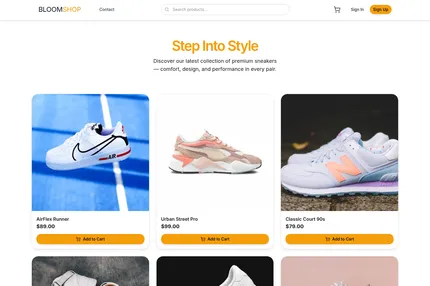 BLOOMSHOP
Contact
Search products...
Sign In
Sign Up
Step Into Style
Discover our latest collection of premium sneakers
— comfort, design, and performance in every pair.
AIR
N
AirFlex Runner
$89.00
Add to Cart
Urban Street Pro
$99.00
Add to Cart
Classic Court 90s
$79.00
Add to Cart